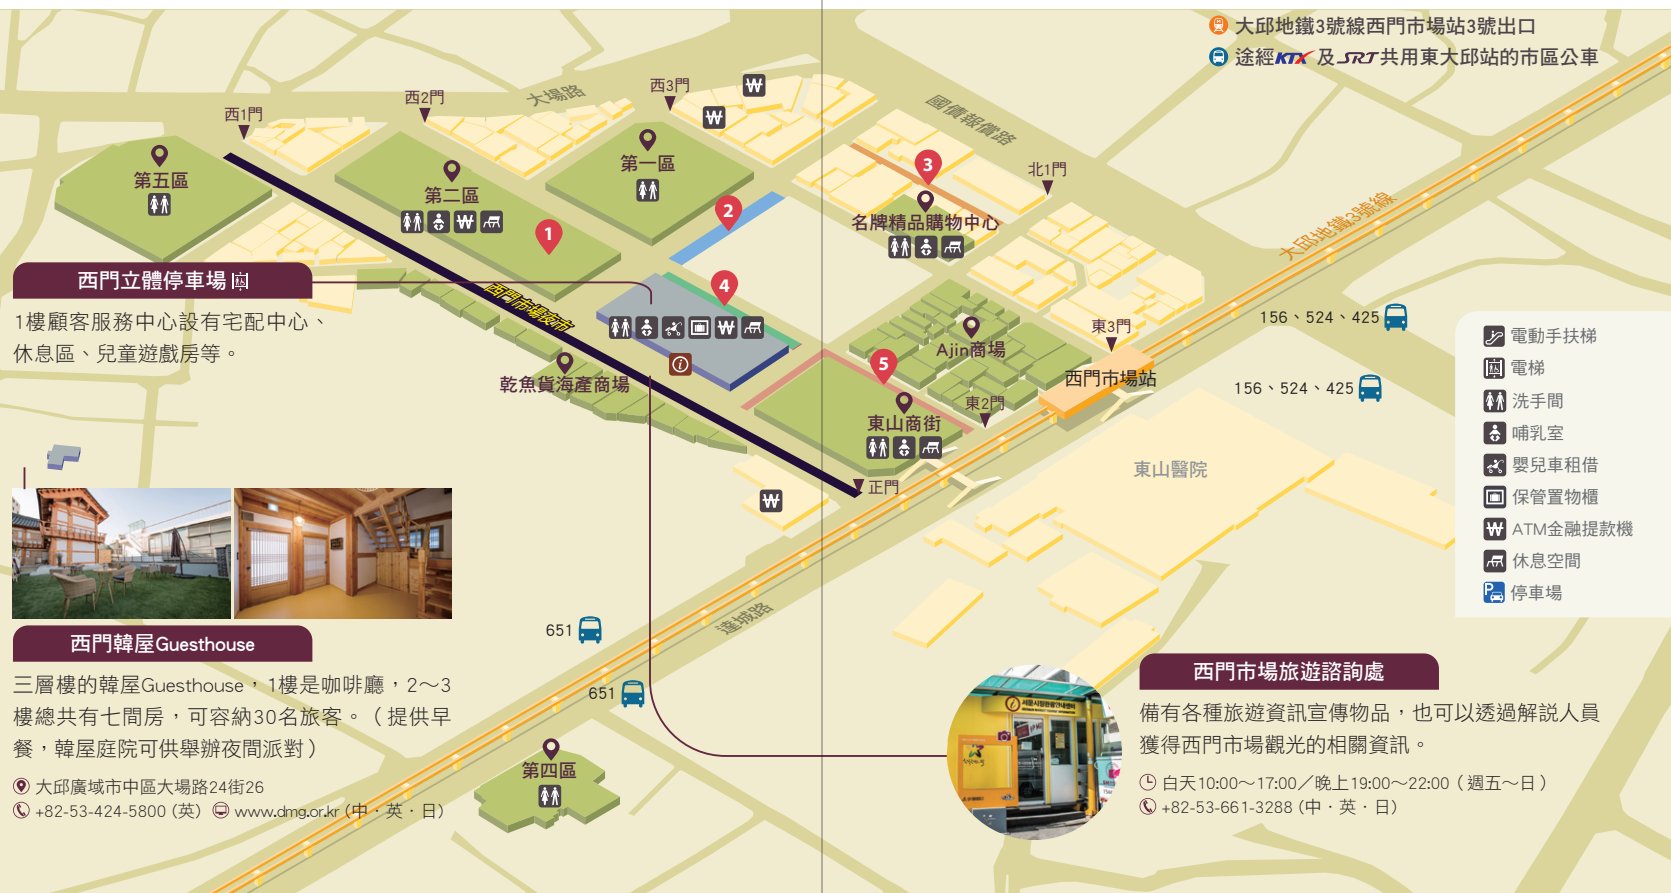 大邱地鐵3號線西門市場站3號出口
途經KTX及SRT共用東大邱站的市區公車
西1門
西2門
大場路
西3門
國債報償路
北1門
第五區
第二區
第一區
1
2
3
名牌精品購物中心
大邱地鐵3號線
西門立體停車場
1樓顧客服務中心設有宅配中心、
休息區、兒童遊戲房等。
西門市場夜市
4
乾魚貨海產商場
Ajin商場
東3門
西門市場站
5
東山商街
東2門
正門
156、524、425
156、524、425
東山醫院
電動手扶梯
電梯
洗手間
哺乳室
嬰兒車租借
保管置物櫃
ATM金融提款機
休息空間
停車場
西門韓屋Guesthouse
三層樓的韓屋Guesthouse，1樓是咖啡廳，2～3
樓總共有七間房，可容納30名旅客。（提供早
餐，韓屋庭院可供舉辦夜間派對）
大邱廣域市中區大場路24街26
+82-53-424-5800 (英) www.dmg.or.kr (中·英·日)
651
651
達城路
第四區
서문시장관광안내센터
西門市場旅遊諮詢處
備有各種旅遊資訊宣傳物品，也可以透過解說人員
獲得西門市場觀光的相關資訊。
白天10:00～17:00／晚上19:00～22:00（週五～日）
+82-53-661-3288 (中·英·日)